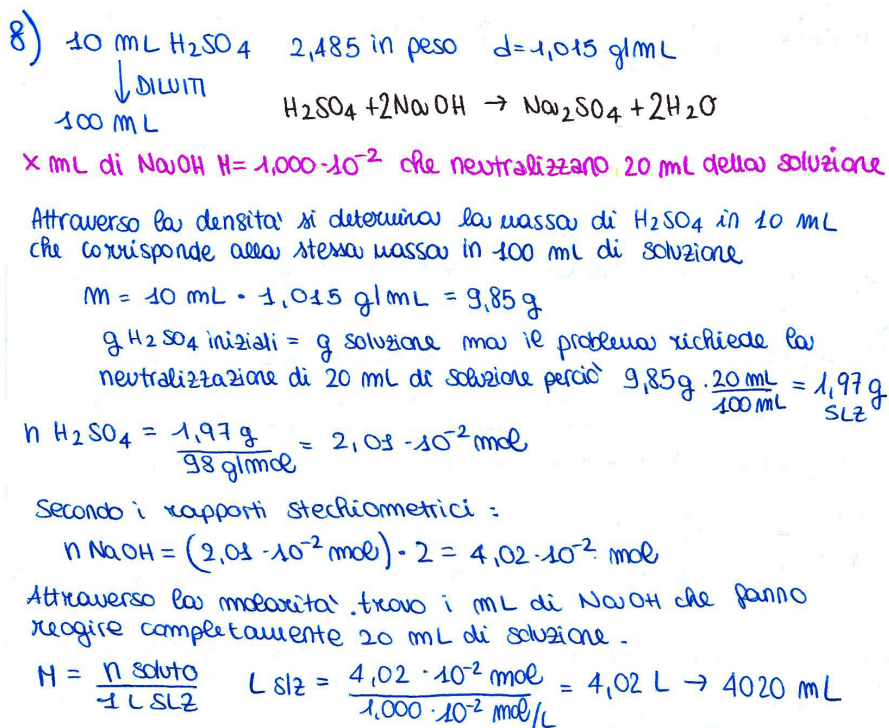 8) 10 mL H2SO4 2,485 in peso d=1,015 g/mL
↓ DILUITI
100 mL
H2SO4 + 2NaOH → Na2SO4 + 2H2O
x mL di NaOH M= 1,000·10⁻² che neutralizzano 20 mL della soluzione
Attraverso la densita' si determina la massa di H2SO4 in 10 mL
che corrisponde alla stessa massa in 100 mL di soluzione
m = 10 mL · 1,015 g/mL = 9,85 g
g H2SO4 iniziali = g soluzione ma il problema richiede la
neutralizzazione di 20 mL di soluzione perciò 9,85g · 20 mL/100 mL = 1,97 g
SLZ
n H2SO4 = 1,97 g/98 g/mol = 2,01 · 10⁻² mol
Secondo i rapporti stechiometrici :
n NaOH = (2,01 · 10⁻² mol) · 2 = 4,02 · 10⁻² mol
Attraverso la molarita' . trovo i mL di NaOH che fanno
reagire completamente 20 mL di soluzione .
M = n soluto/1 L SLZ L slz = 4,02 · 10⁻² mol/1,000 · 10⁻² mol/L = 4,02 L → 4020 mL